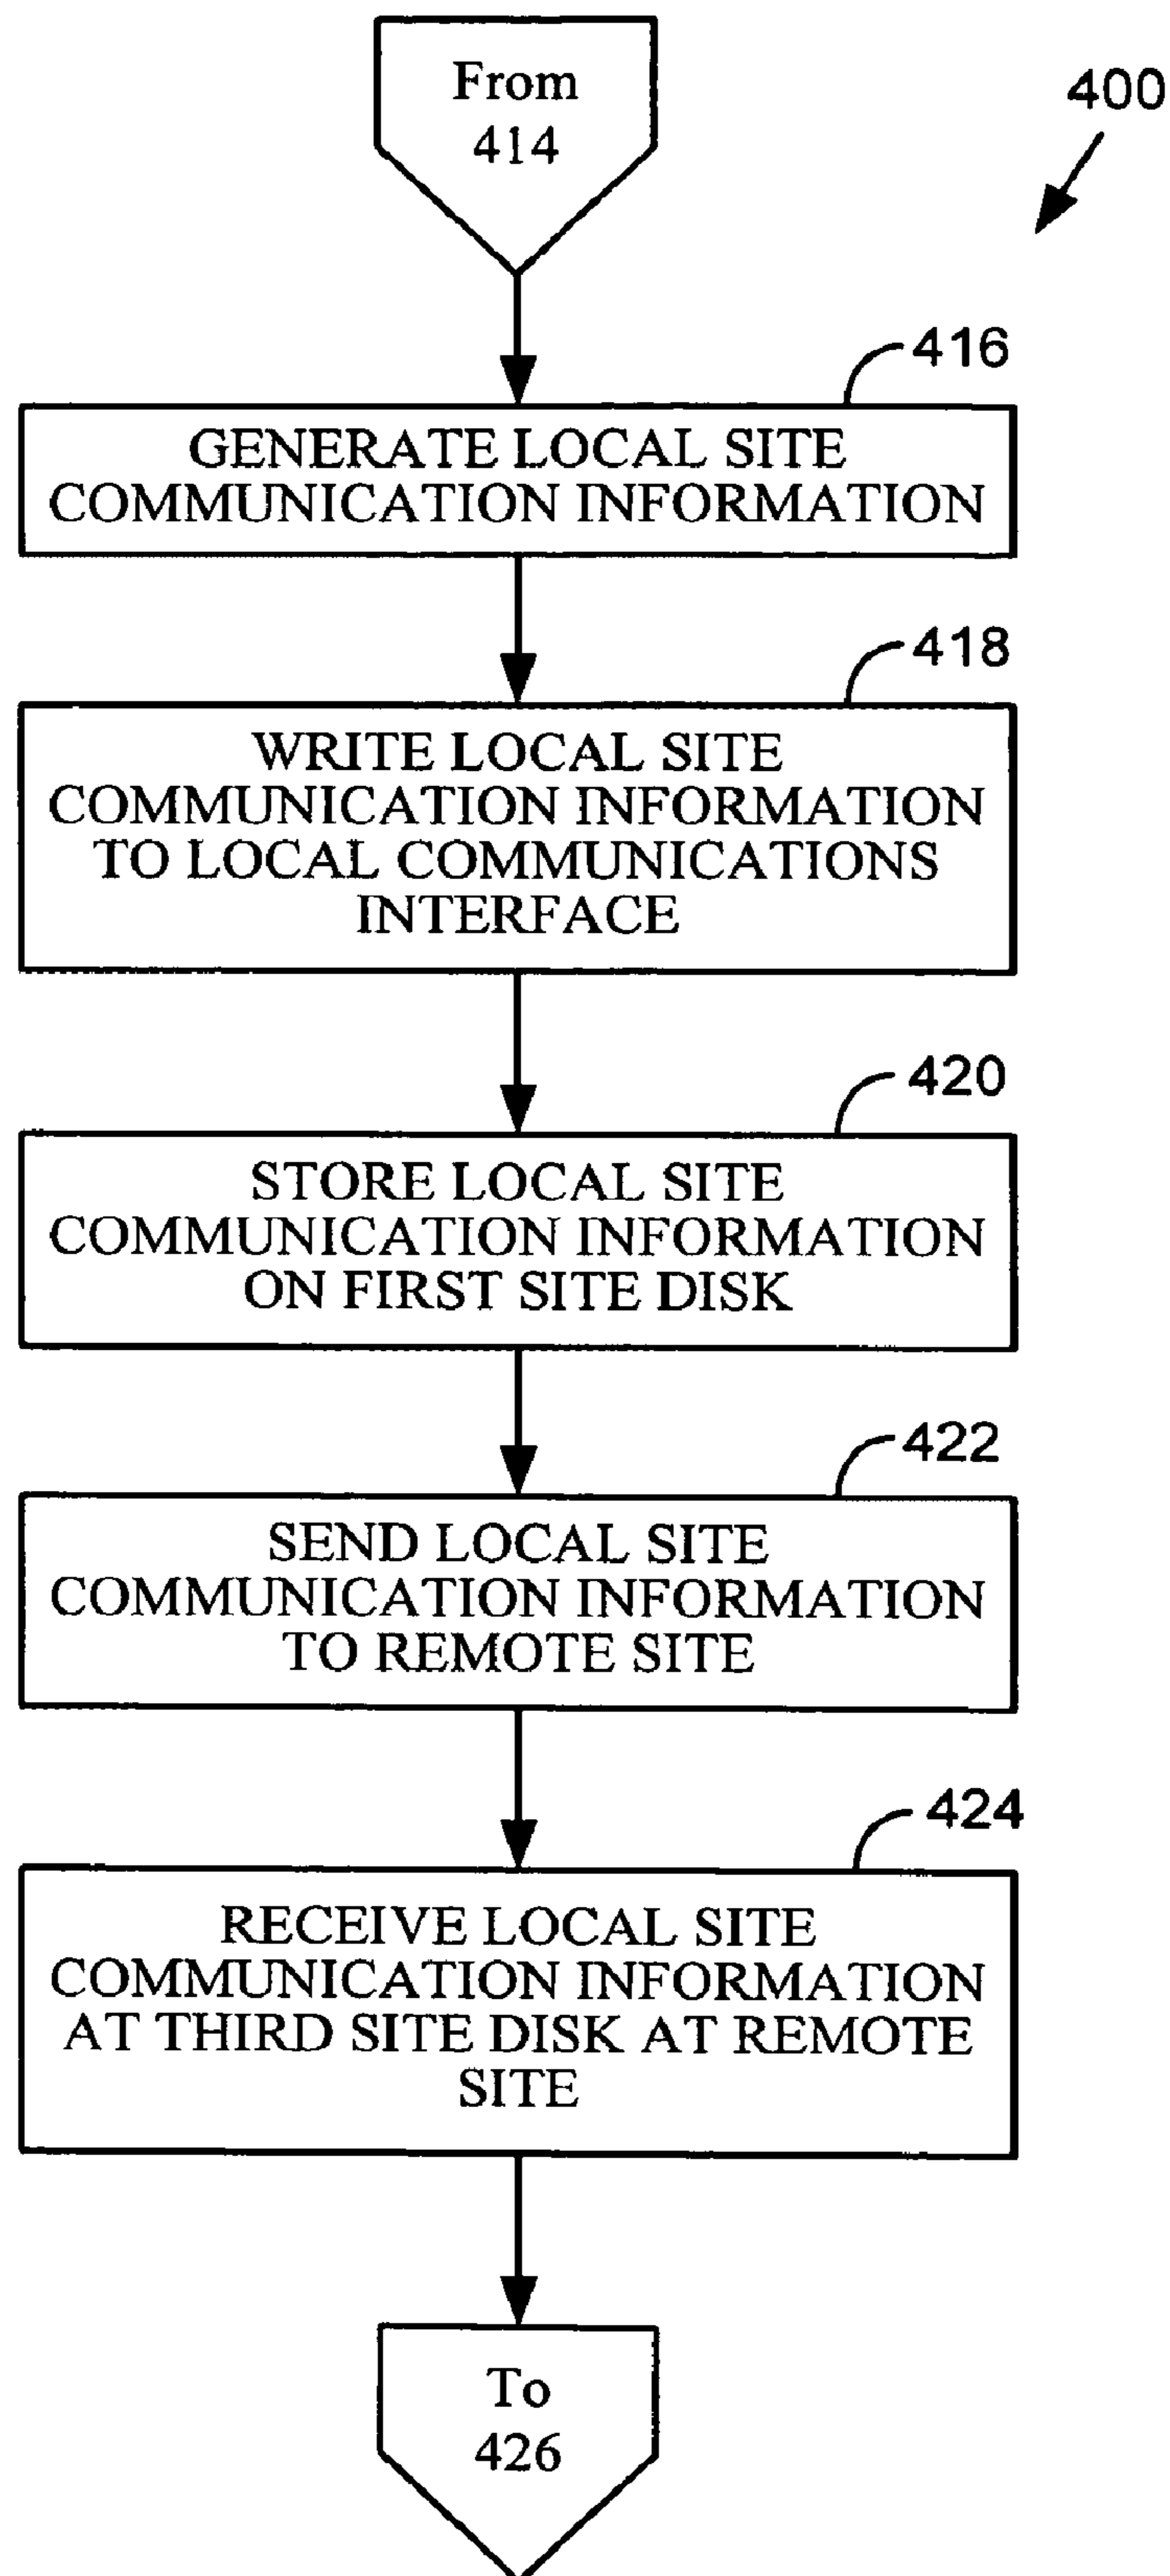 From
414
400
416
GENERATE LOCAL SITE
COMMUNICATION INFORMATION
418
WRITE LOCAL SITE
COMMUNICATION INFORMATION
TO LOCAL COMMUNICATIONS
INTERFACE
420
STORE LOCAL SITE
COMMUNICATION INFORMATION
ON FIRST SITE DISK
422
SEND LOCAL SITE
COMMUNICATION INFORMATION
TO REMOTE SITE
424
RECEIVE LOCAL SITE
COMMUNICATION INFORMATION
AT THIRD SITE DISK AT REMOTE
SITE
To
426